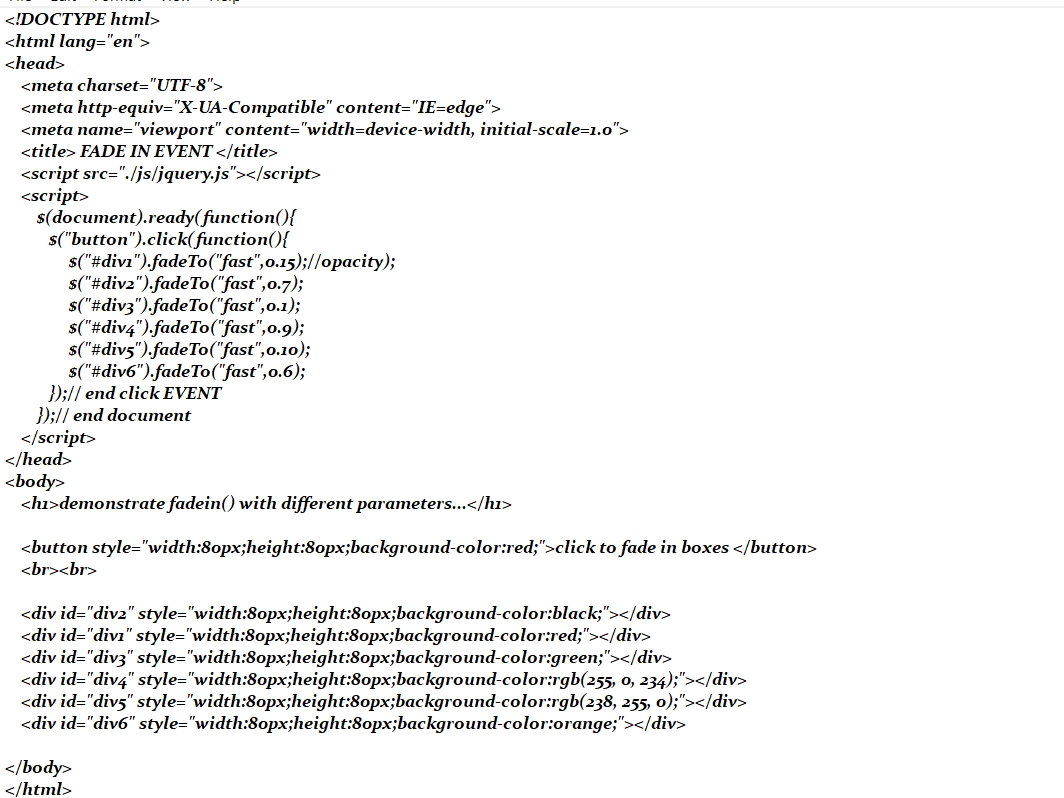 <!DOCTYPE html>
<html lang="en">
<head>
<meta charset="UTF-8">
<meta http-equiv="X-UA-Compatible" content="IE=edge">
<meta name="viewport" content="width=device-width, initial-scale=1.0">
<title> FADE IN EVENT </title>
<script src="./js/jquery.js"></script>
<script>
$(document).ready(function(){
$("button").click(function(){
$("#div1").fadeTo("fast",0.15);//opacity);
$("#div2").fadeTo("fast",0.7);
$("#div3").fadeTo("fast",0.1);
$("#div4").fadeTo("fast",0.9);
$("#div5").fadeTo("fast",0.10);
$("#div6").fadeTo("fast",0.6);
});// end click EVENT
});// end document
</script>
</head>
<body>
<h1>demonstrate fadein() with different parameters...</h1>
<button style="width:80px;height:80px;background-color:red;">click to fade in boxes </button>
<br><br>
<div id="div2" style="width:80px;height:80px;background-color:black;"></div>
<div id="div1" style="width:80px;height:80px;background-color:red;"></div>
<div id="div3" style="width:80px;height:80px;background-color:green;"></div>
<div id="div4" style="width:80px;height:80px;background-color:rgb(255, 0, 234);"></div>
<div id="div5" style="width:80px;height:80px;background-color:rgb(238, 255, 0);"></div>
<div id="div6" style="width:80px;height:80px;background-color:orange;"></div>
</body>
</html>